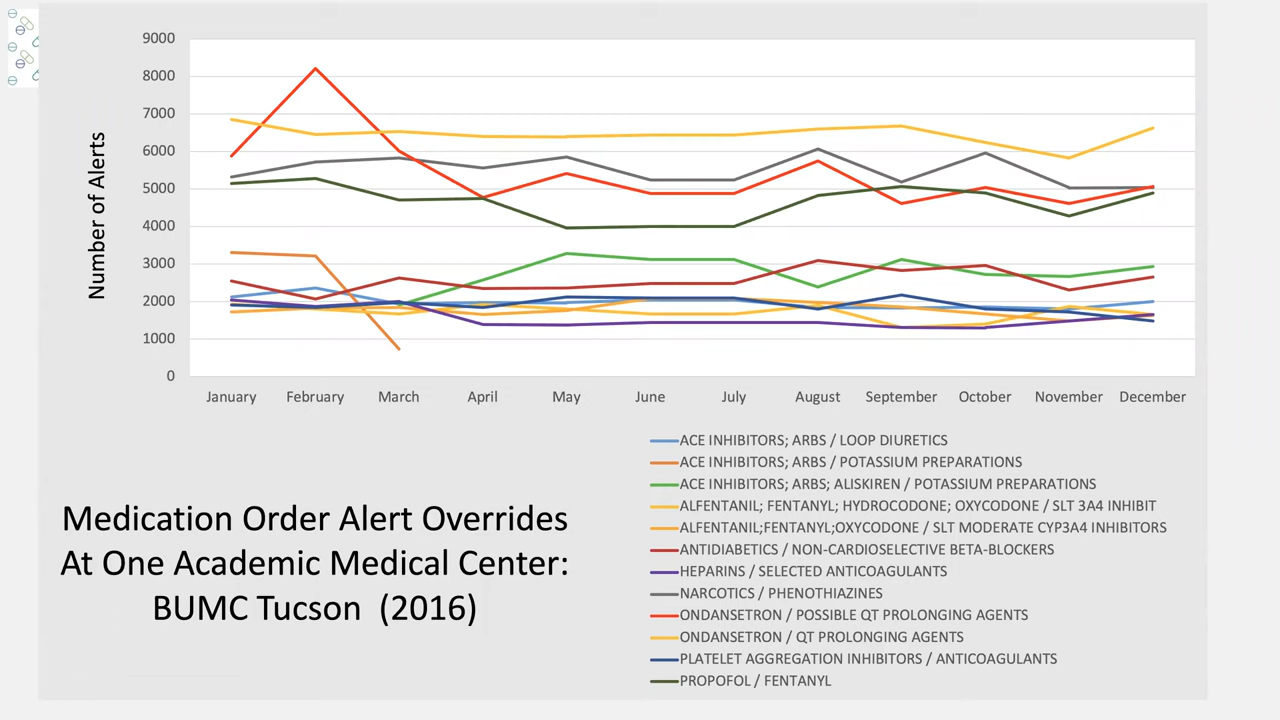 9000
8000
7000
6000
5000
4000
3000
2000
1000
0
Number of Alerts
January February March April May June July August September October November December
ACE INHIBITORS; ARBS / LOOP DIURETICS
ACE INHIBITORS; ARBS / POTASSIUM PREPARATIONS
ACE INHIBITORS; ARBS; ALISKIREN / POTASSIUM PREPARATIONS
ALFENTANIL; FENTANYL; HYDROCODONE; OXYCODONE / SLT 3A4 INHIBIT
ALFENTANIL;FENTANYL;OXYCODONE / SLT MODERATE CYP3A4 INHIBITORS
ANTIDIABETICS / NON-CARDIOSELECTIVE BETA-BLOCKERS
HEPARINS / SELECTED ANTICOAGULANTS
NARCOTICS / PHENOTHIAZINES
ONDANSETRON / POSSIBLE QT PROLONGING AGENTS
ONDANSETRON / QT PROLONGING AGENTS
PLATELET AGGREGATION INHIBITORS / ANTICOAGULANTS
PROPOFOL / FENTANYL
Medication Order Alert Overrides
At One Academic Medical Center:
BUMC Tucson (2016)